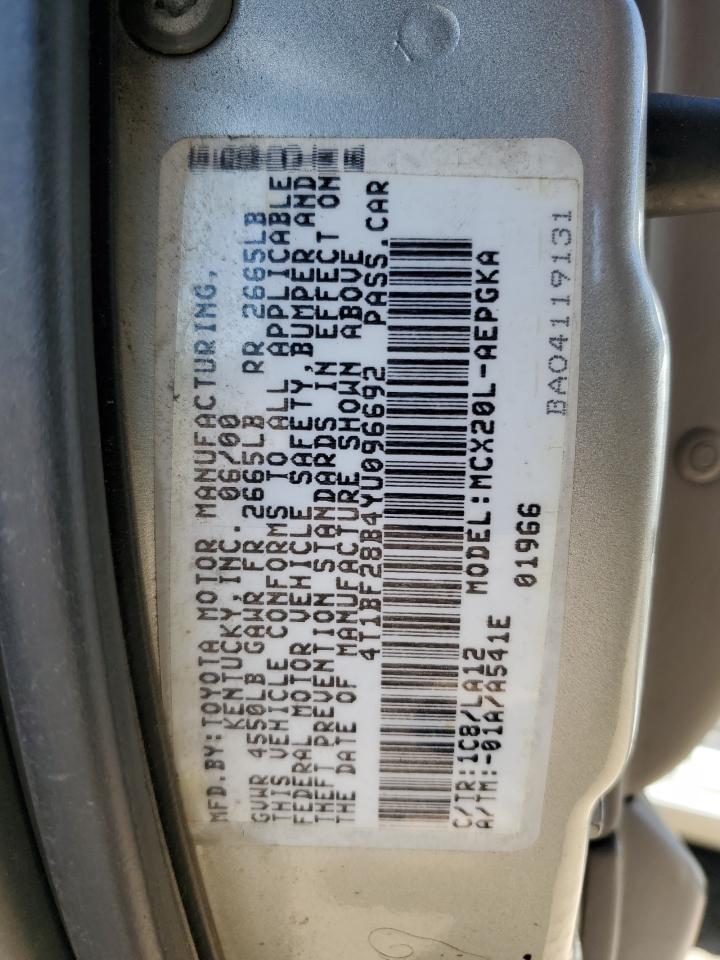 MFD.BY:TOYOTA MOTOR MANUFACTURING,
KENTUCKY,INC. 06/00
GVWR 4550LB GAWR FR 2665LB RR 2665LB
THIS VEHICLE CONFORMS TO ALL APPLICABLE
FEDERAL MOTOR VEHICLE SAFETY,BUMPER AND
THEFT PREVENTION STANDARDS IN EFFECT ON
THE DATE OF MANUFACTURE SHOWN ABOVE
4T1BF28B4YU096692 PASS.CAR
C/TR:1C8/LA12 MODEL:MCX20L-AEPGKA
A/TM:-01A/A541E 01966
BA04119131